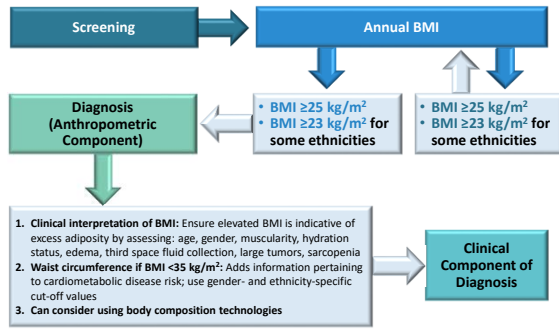 Screening
Annual BMI
• BMI ≥25 kg/m²
• BMI ≥23 kg/m² for
some ethnicities
• BMI ≥25 kg/m²
• BMI ≥23 kg/m² for
some ethnicities
Diagnosis
(Anthropometric
Component)
1. Clinical interpretation of BMI: Ensure elevated BMI is indicative of
excess adiposity by assessing: age, gender, muscularity, hydration
status, edema, third space fluid collection, large tumors, sarcopenia
2. Waist circumference if BMI <35 kg/m²: Adds information pertaining
to cardiometabolic disease risk; use gender- and ethnicity-specific
cut-off values
3. Can consider using body composition technologies
Clinical
Component of
Diagnosis